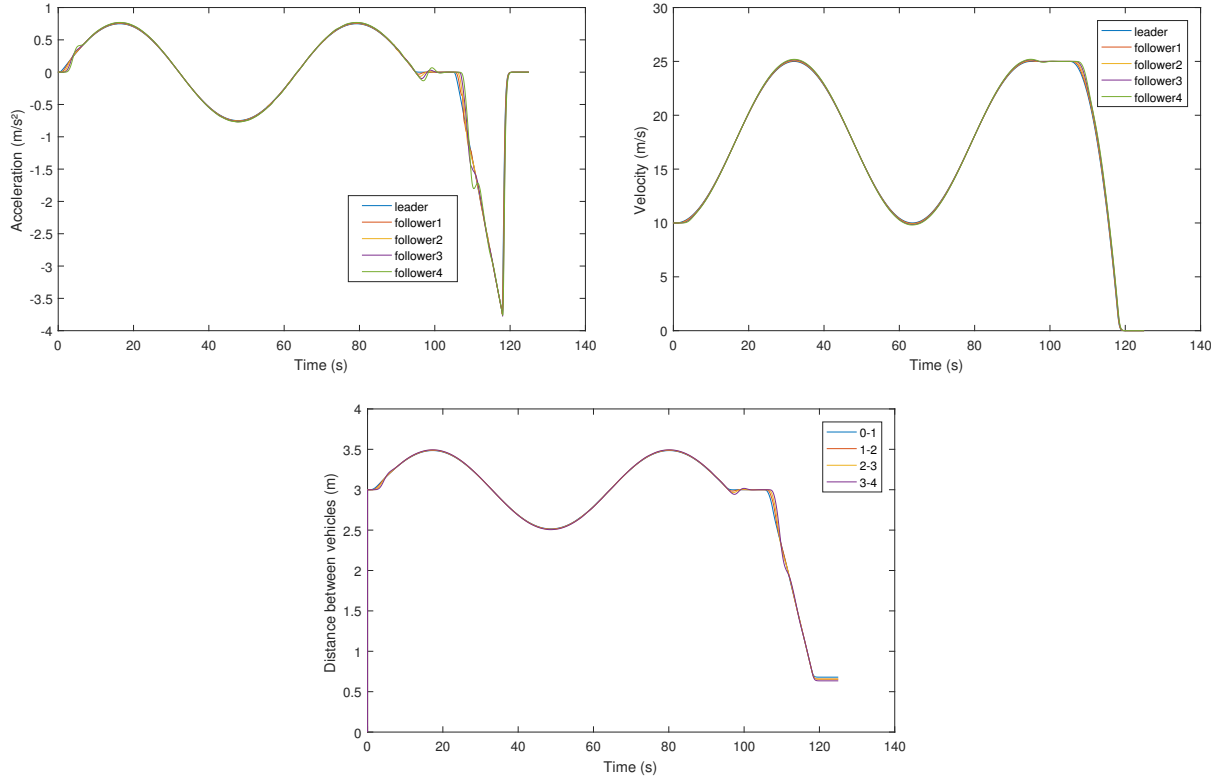 1
0.5
0
-0.5
-1
-1.5
-2
-2.5
-3
-3.5
-4
Acceleration (m/s²)
leader
follower1
follower2
follower3
follower4
0 20 40 60 80 100 120 140
Time (s)
30
25
20
15
10
5
0
Velocity (m/s)
leader
follower1
follower2
follower3
follower4
0 20 40 60 80 100 120 140
Time (s)
4
3.5
3
2.5
2
1.5
1
0.5
0
Distance between vehicles (m)
0-1
1-2
2-3
3-4
0 20 40 60 80 100 120 140
Time (s)